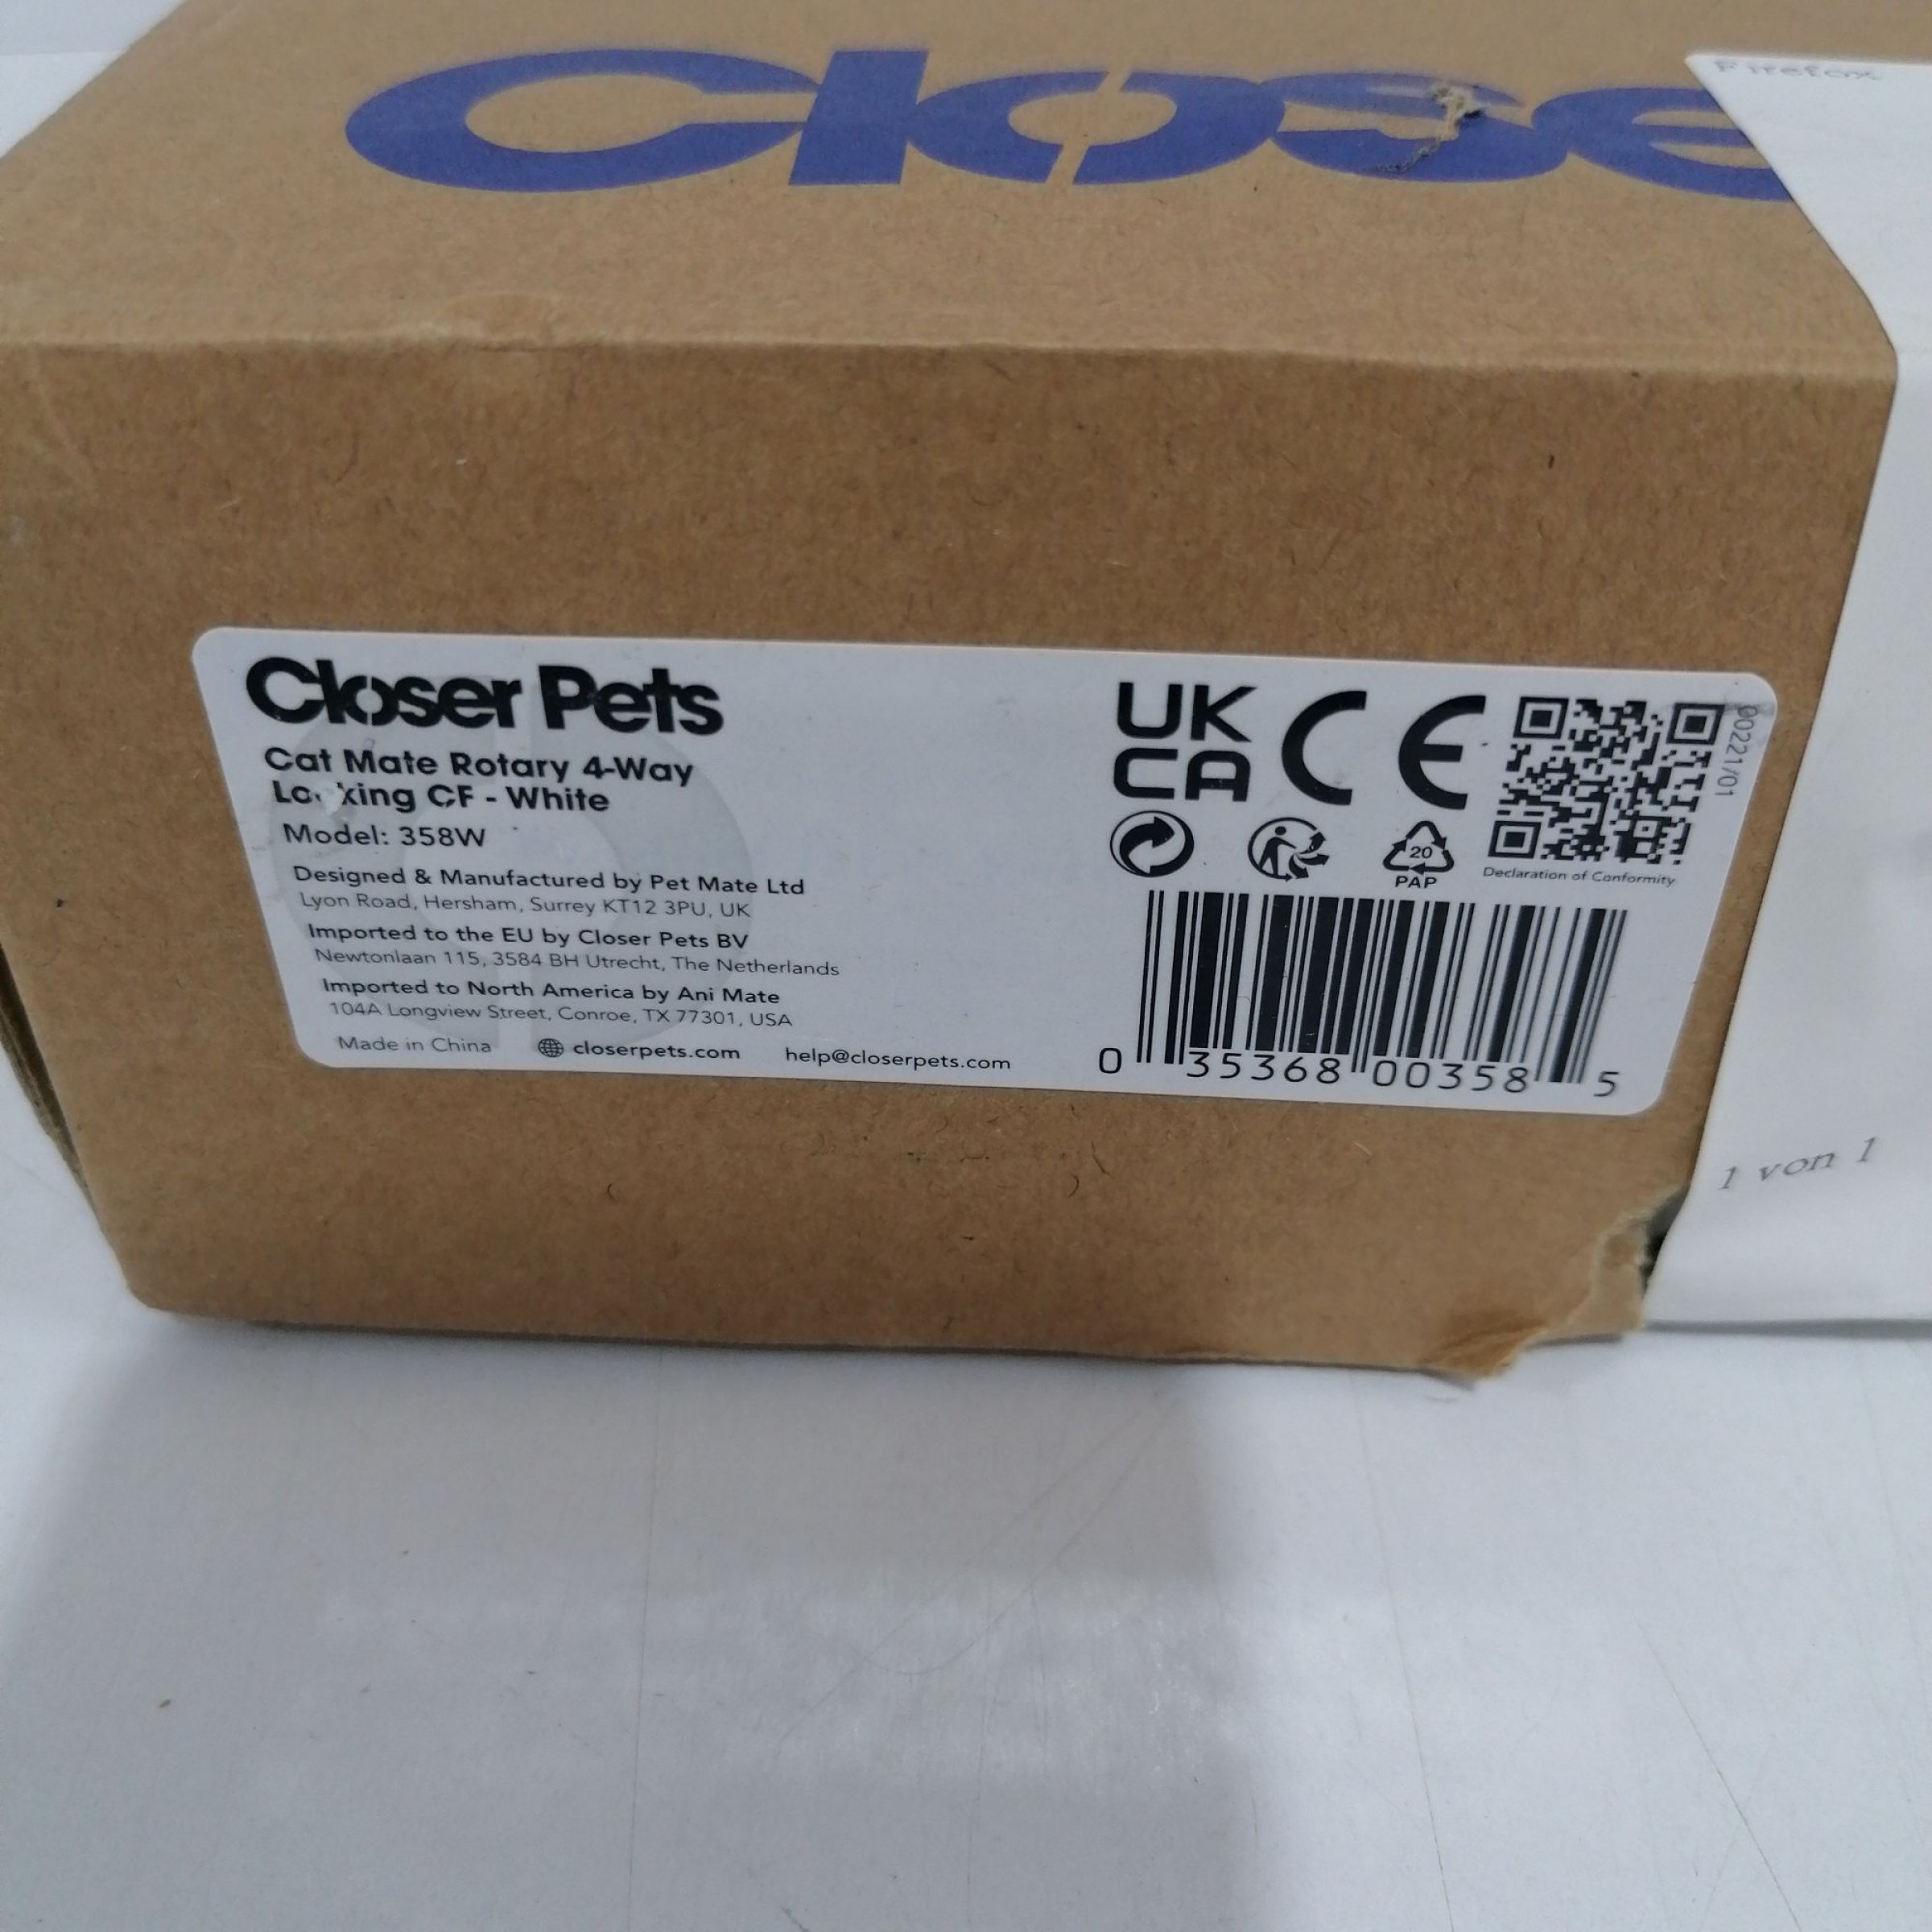 Close
Firefox
Closer Pets
Cat Mate Rotary 4-Way
Locking CF - White
Model: 358W
Designed & Manufactured by Pet Mate Ltd
Lyon Road, Hersham, Surrey KT12 3PU, UK
Imported to the EU by Closer Pets BV
Newtonlaan 115, 3584 BH Utrecht, The Netherlands
Imported to North America by Ani Mate
104A Longview Street, Conroe, TX 77301, USA
Made in China closerpets.com help@closerpets.com
UK
CA
CE
00221/01
20
PAP
Declaration of Conformity
0 35368 00358 5
1 von 1